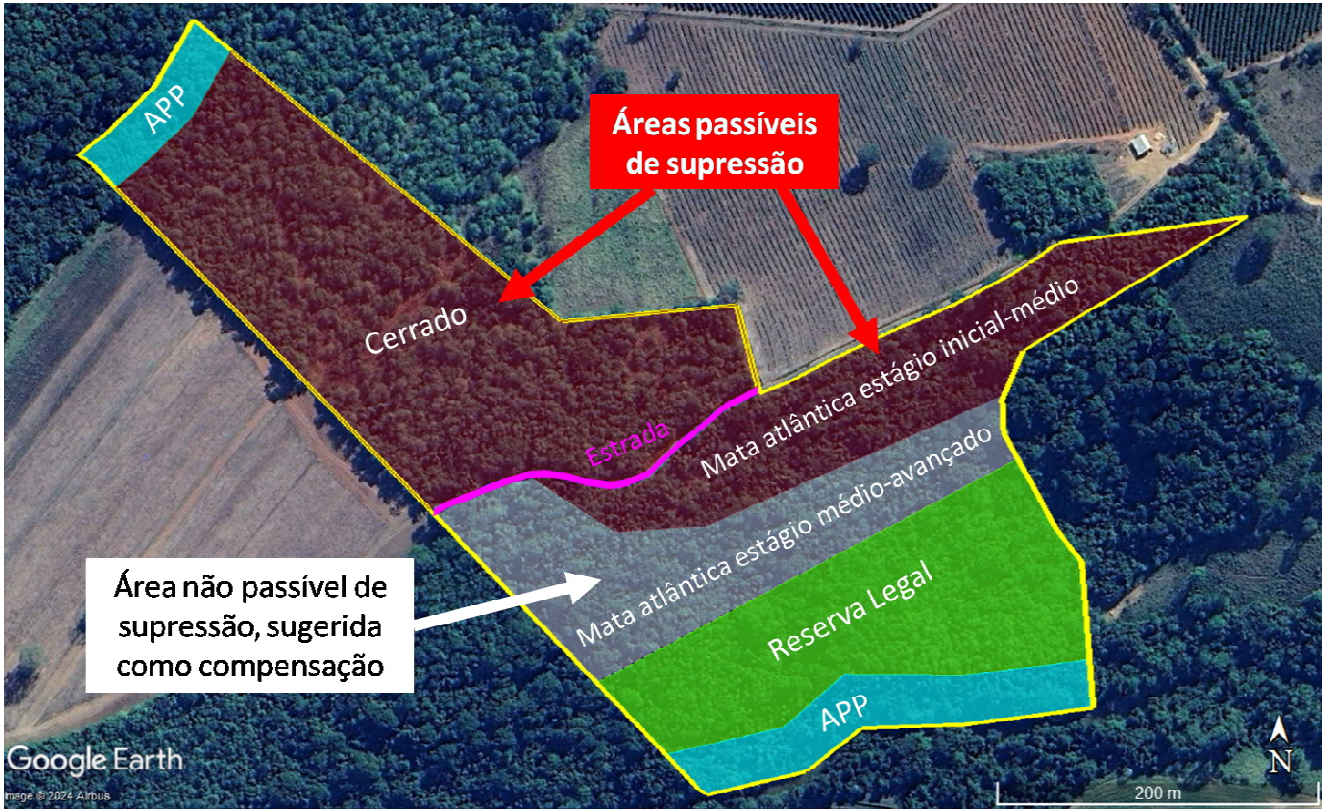 APP
Áreas passíveis
de supressão
Cerrado
Mata atlântica estágio inicial-médio
Estrada
Mata atlântica estágio médio-avançado
Área não passível de
supressão, sugerida
como compensação
Reserva Legal
APP
Google Earth
Image © 2024 Airbus
N
200 m